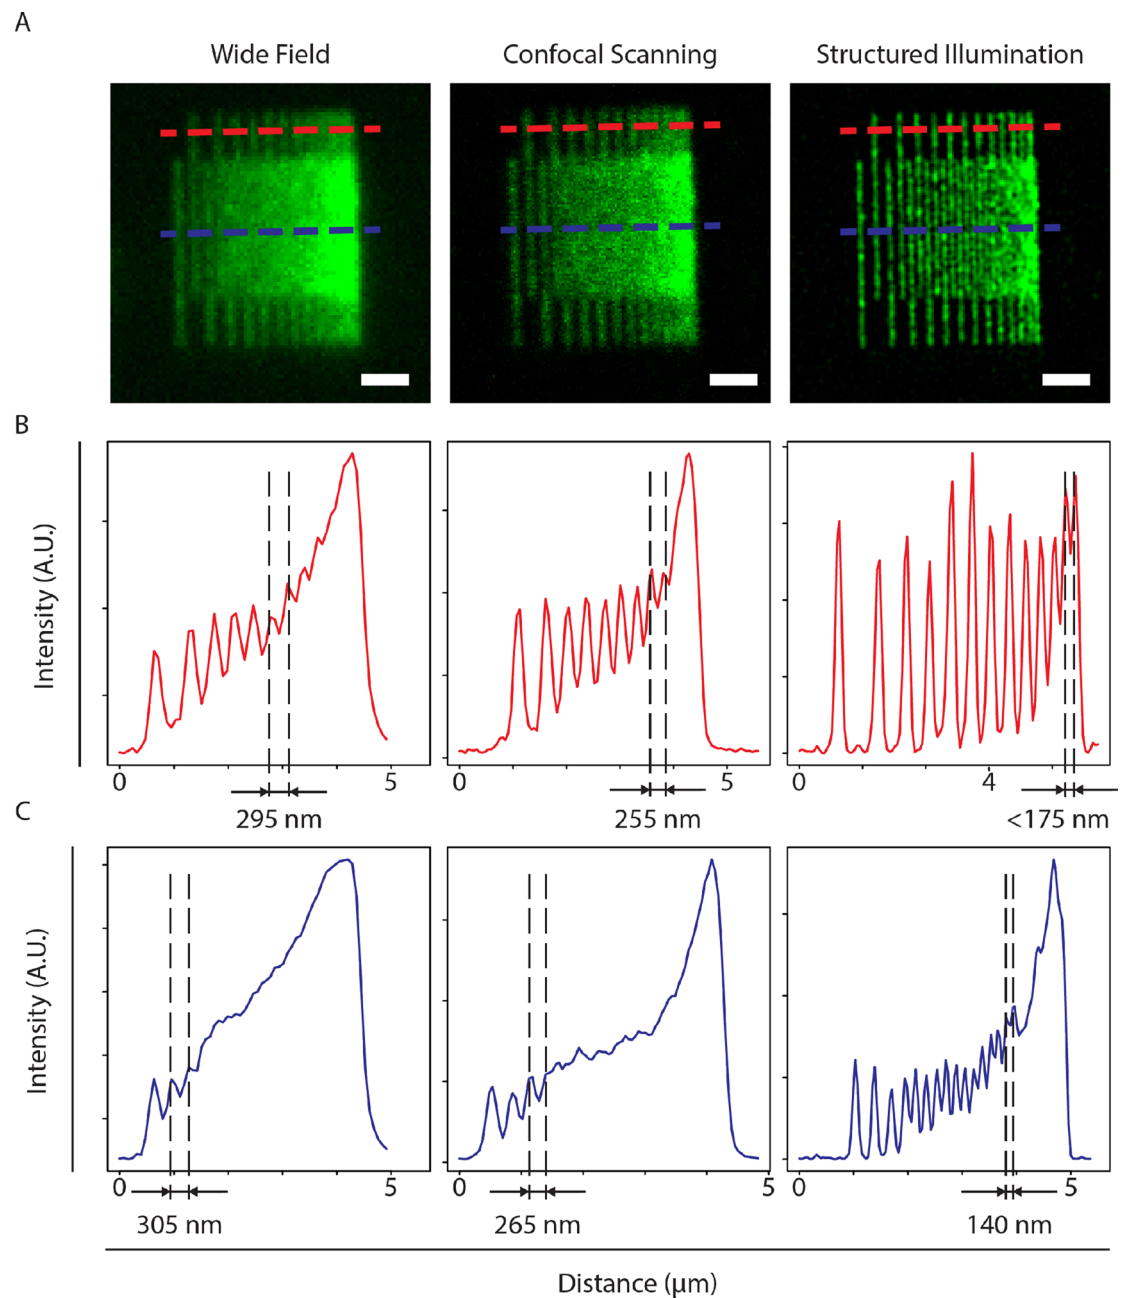 A
Wide Field
Confocal Scanning
Structured Illumination
B
Intensity (A.U.)
0 5
0 5
0 4
295 nm
255 nm
<175 nm
C
Intensity (A.U.)
0 5
0 5
0 5
305 nm
265 nm
140 nm
Distance (μm)